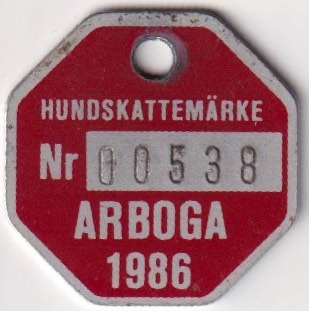 HUNDSKATTEMÄRKE
Nr 00538
ARBOGA
1986